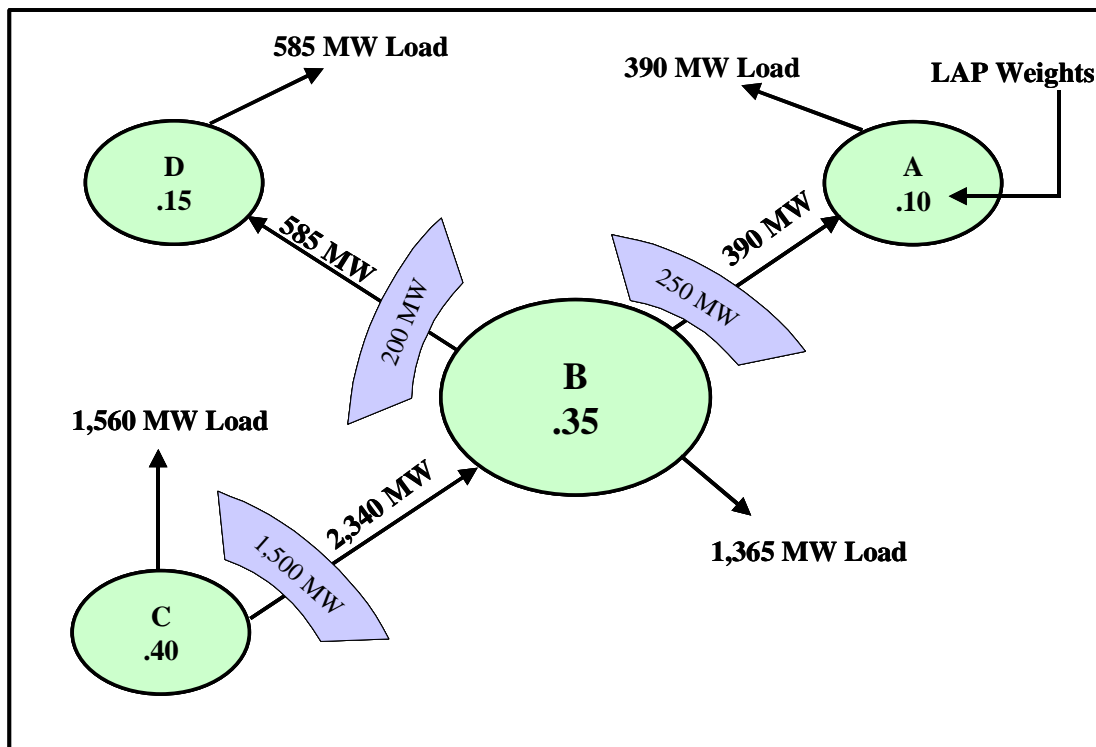 585 MW Load
390 MW Load
LAP Weights
D
.15
A
.10
585 MW
390 MW
200 MW
250 MW
B
.35
1,560 MW Load
2,340 MW
1,500 MW
1,365 MW Load
C
.40